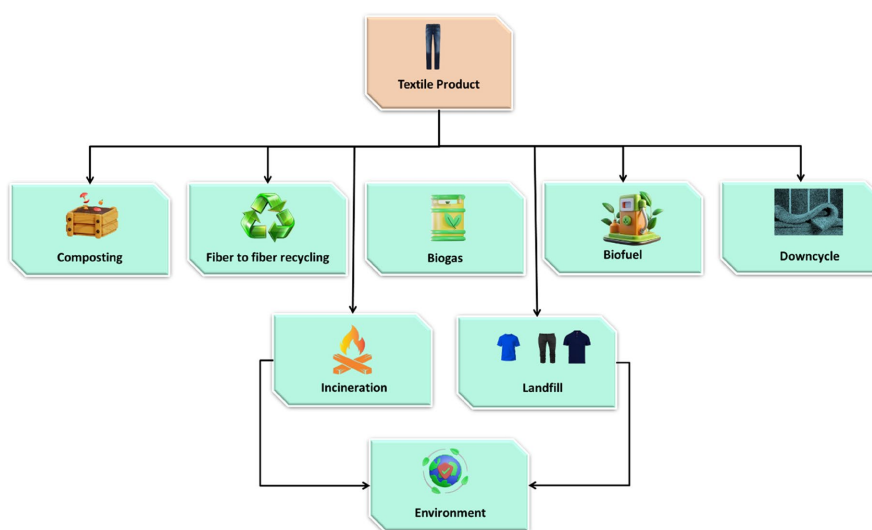 Textile Product
Composting
Fiber to fiber recycling
Biogas
Biofuel
Downcycle
Incineration
Landfill
Environment